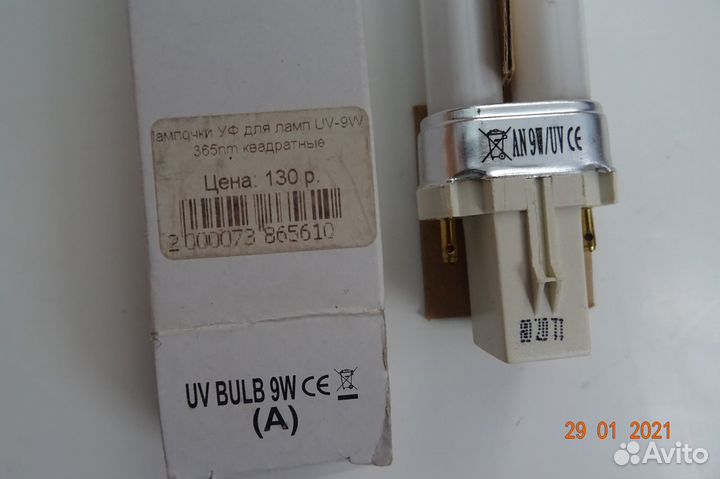 лампочки УФ для ламп UV-9W
365nm квадратные
Цена: 130 р.
2 000073 865610
UV BULB 9W CE
(A)
AN 9W/UV CE
29 01 2021
Avito